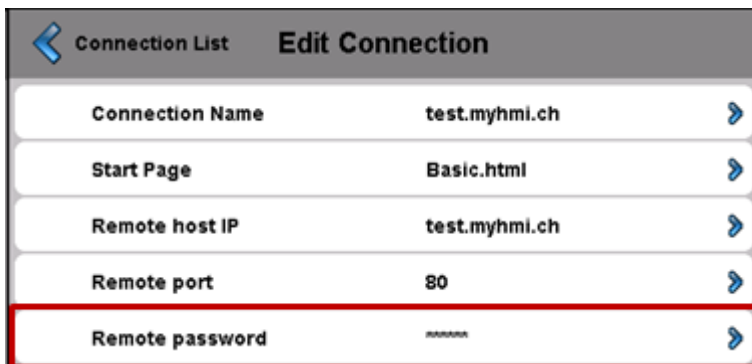 Connection List Edit Connection
Connection Name test.myhmi.ch
Start Page Basic.html
Remote host IP test.myhmi.ch
Remote port 80
Remote password ******